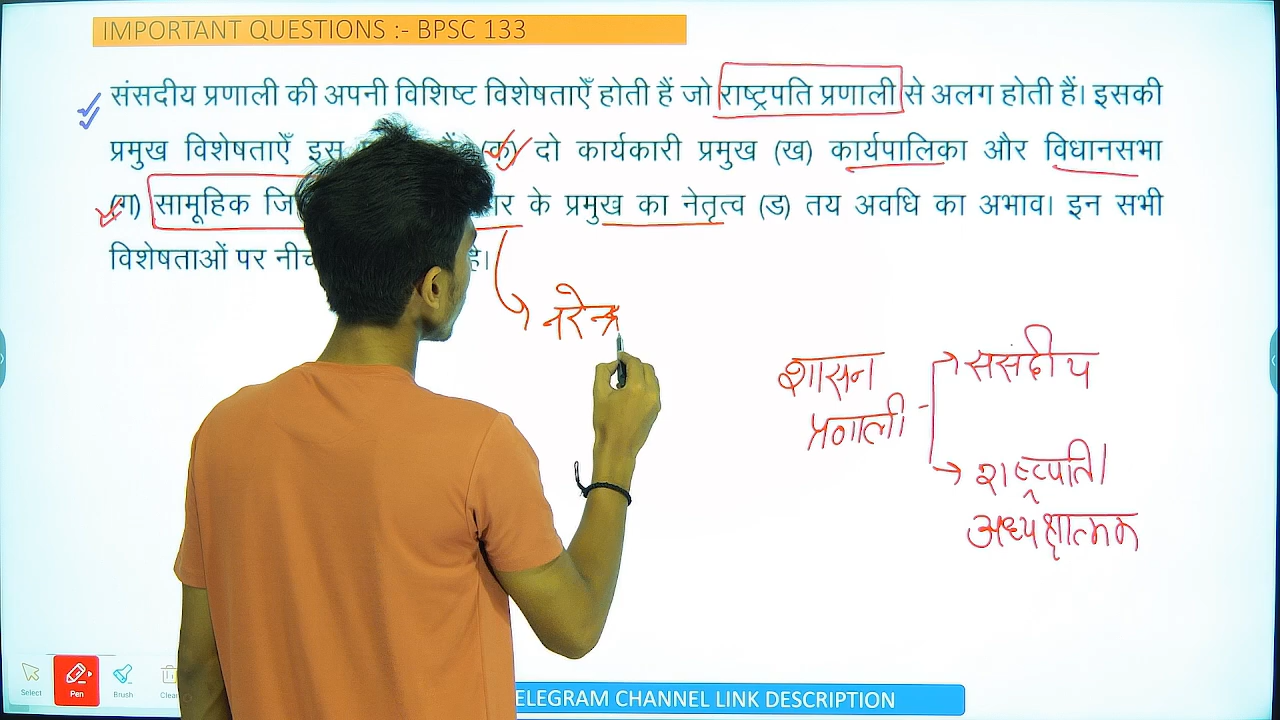 IMPORTANT QUESTIONS :- BPSC 133
संसदीय प्रणाली की अपनी विशिष्ट विशेषताएँ होती हैं जो राष्ट्रपति प्रणाली से अलग होती हैं। इसकी
प्रमुख विशेषताएँ इस (क) दो कार्यकारी प्रमुख (ख) कार्यपालिका और विधानसभा
(ग) सामूहिक के प्रमुख का नेतृत्व (ड) तय अवधि का अभाव। इन सभी
विशेषताओं पर है।
नरेन्द्र
शासन
प्रणाली
ससंदीय
राष्ट्रपति।
अध्यक्षात्मक
Select
Pen
Brush
ELEGRAM CHANNEL LINK DESCRIPTION